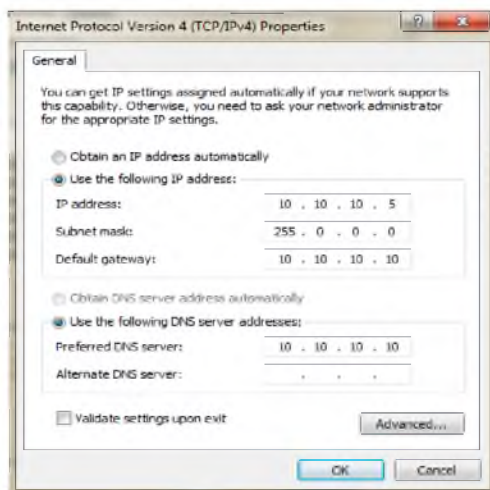 Internet Protocol Version 4 (TCP/IPv4) Properties
General
You can get IP settings assigned automatically if your network supports
this capability. Otherwise, you need to ask your network administrator
for the appropriate IP settings.
Obtain an IP address automatically
Use the following IP address:
IP address: 10 . 10 . 10 . 5
Subnet mask: 255 . 0 . 0 . 0
Default gateway: 10 . 10 . 10 . 10
Obtain DNS server address automatically
Use the following DNS server addresses:
Preferred DNS server: 10 . 10 . 10 . 10
Alternate DNS server: . . .
Validate settings upon exit
Advanced...
OK Cancel